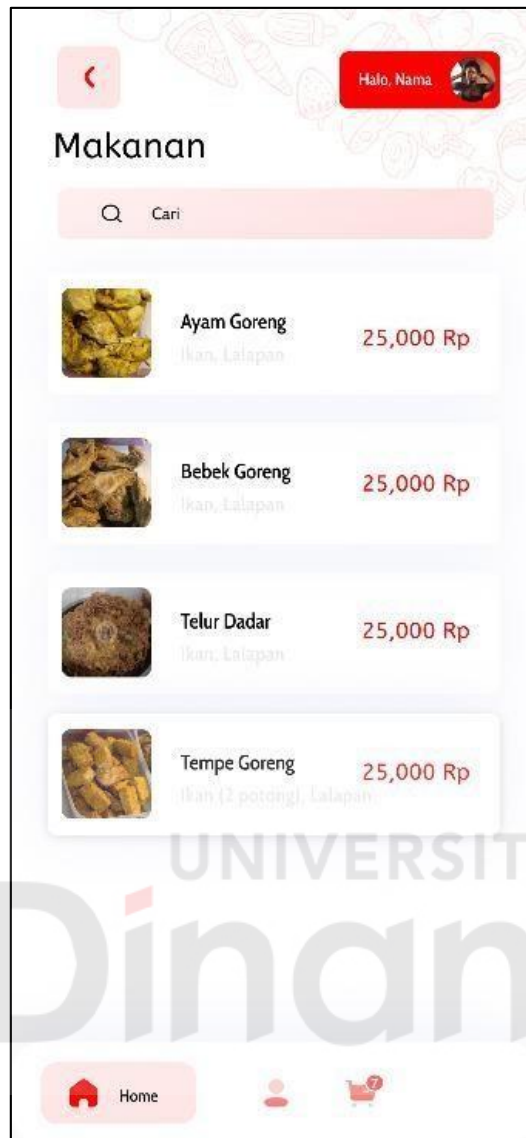 Halo, Nama
Makanan
Cari
Ayam Goreng
Ikan, Lalapan
25,000 Rp
Bebek Goreng
Ikan, Lalapan
25,000 Rp
Telur Dadar
Ikan, Lalapan
25,000 Rp
Tempe Goreng
Ikan (2 potong), Lalapan
25,000 Rp
UNIVERSIT
Dinam
Home
7